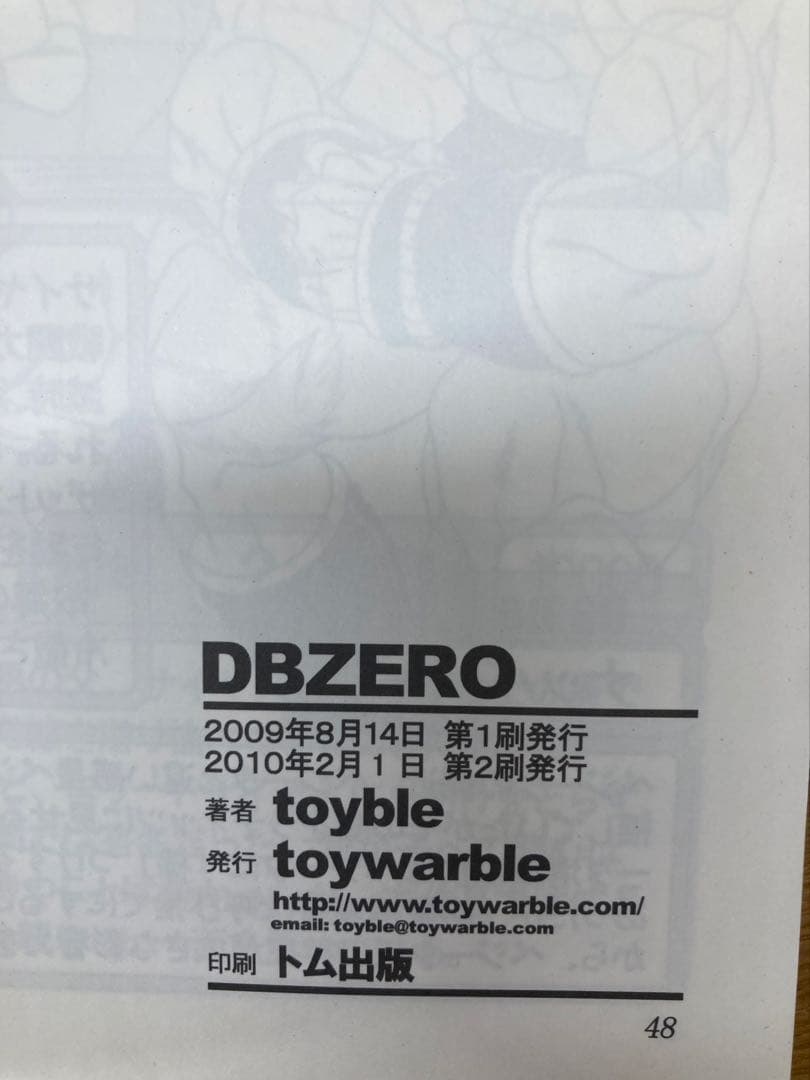 DBZERO
2009年8月14日 第1刷発行
2010年2月1日 第2刷発行
著者 toyble
発行 toywarble
http://www.toywarble.com/
email: toyble@toywarble.com
印刷 トム出版
48